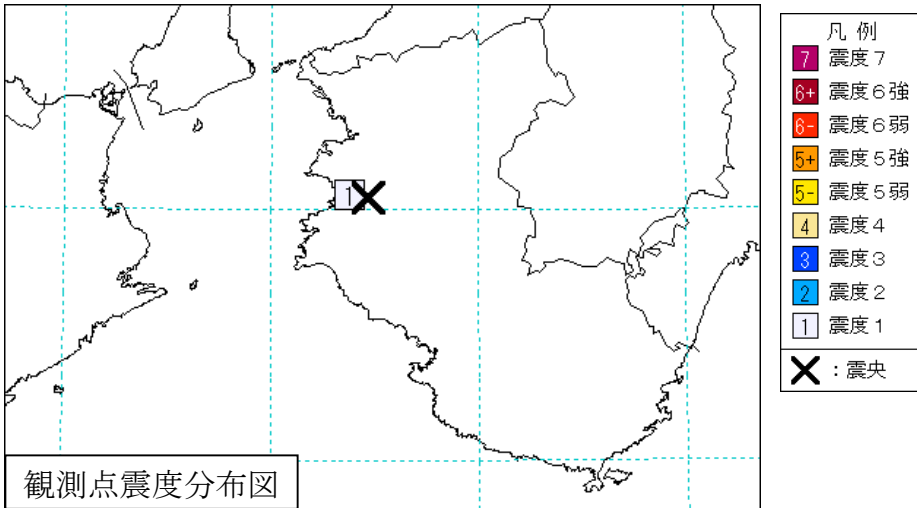 1
観測点震度分布図
凡例
7 震度7
6+ 震度6強
6- 震度6弱
5+ 震度5強
5- 震度5弱
4 震度4
3 震度3
2 震度2
1 震度1
:震央